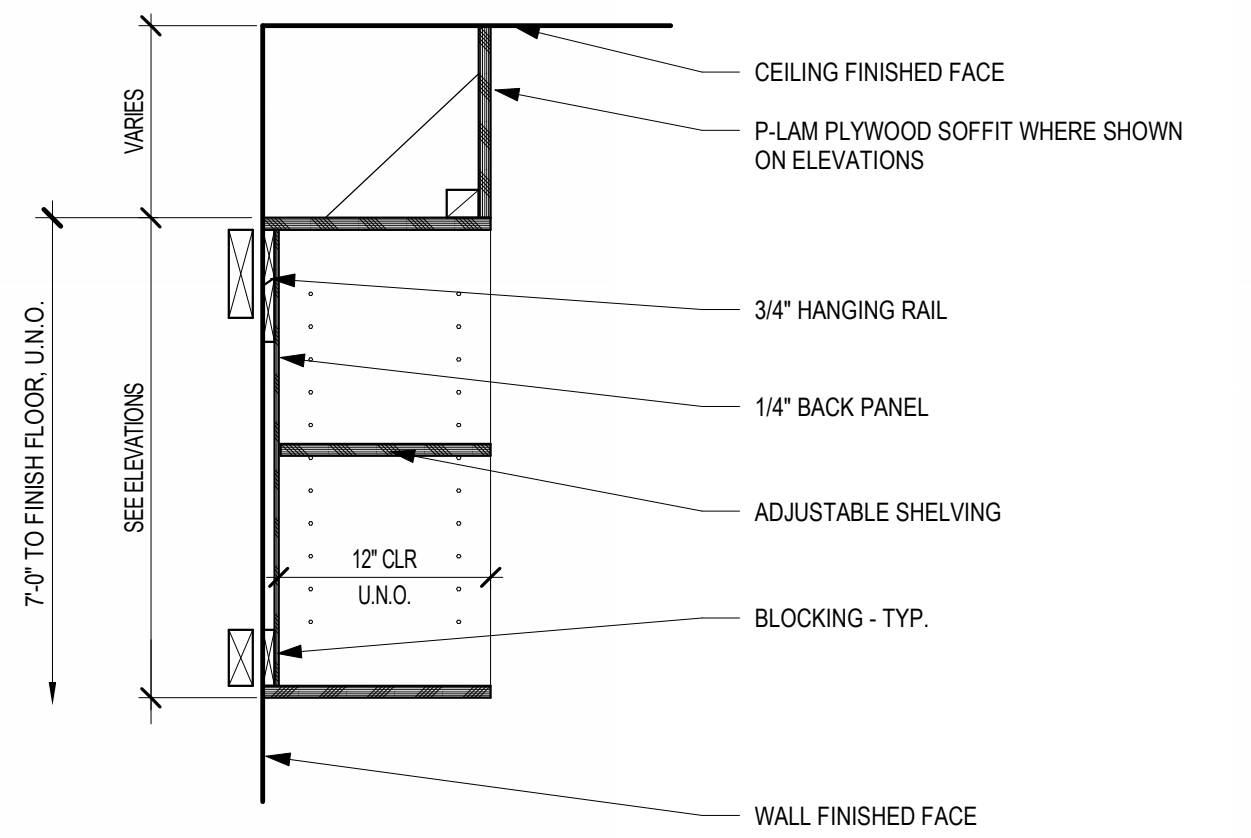 CEILING FINISHED FACE
VARIES
P-LAM PLYWOOD SOFFIT WHERE SHOWN
ON ELEVATIONS
3/4" HANGING RAIL
7'-0" TO FINISH FLOOR, U.N.O.
SEE ELEVATIONS
1/4" BACK PANEL
ADJUSTABLE SHELVING
12" CLR
U.N.O.
BLOCKING - TYP.
WALL FINISHED FACE